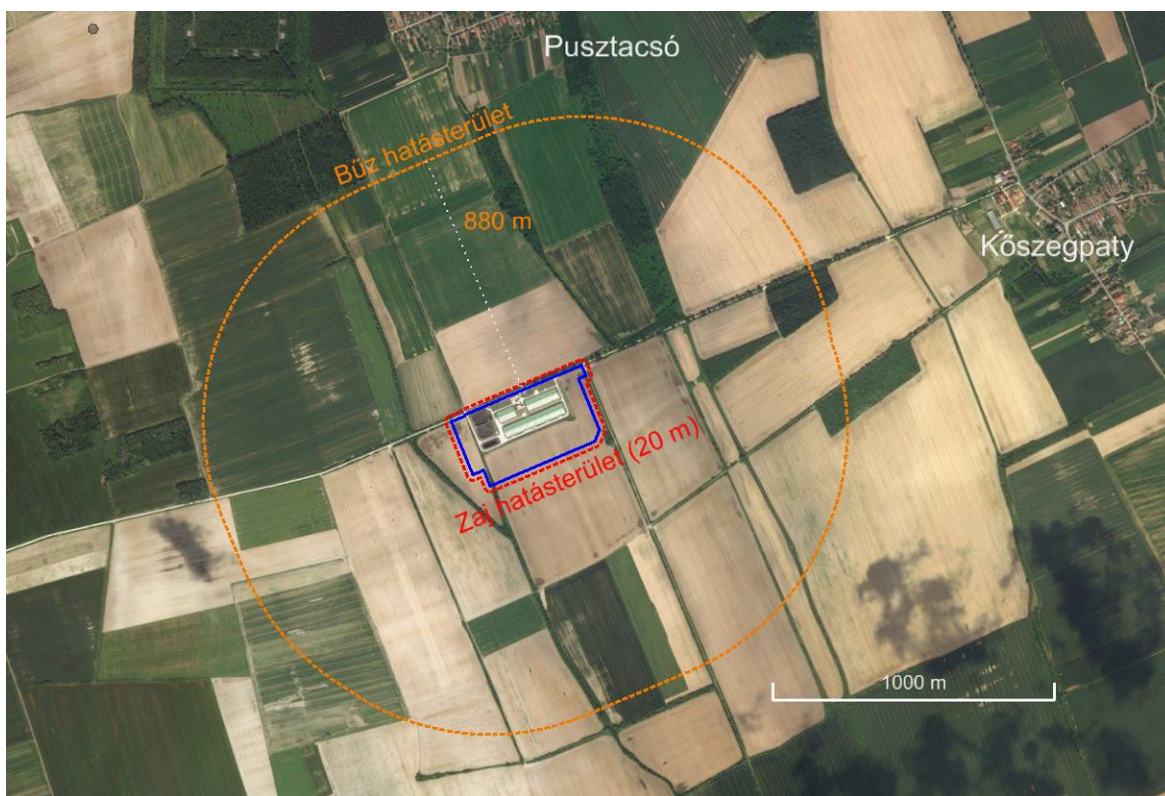 Pusztacsó
Bűz hatásterület
880 m
Kőszegpaty
Zaj hatásterület (20 m)
1000 m